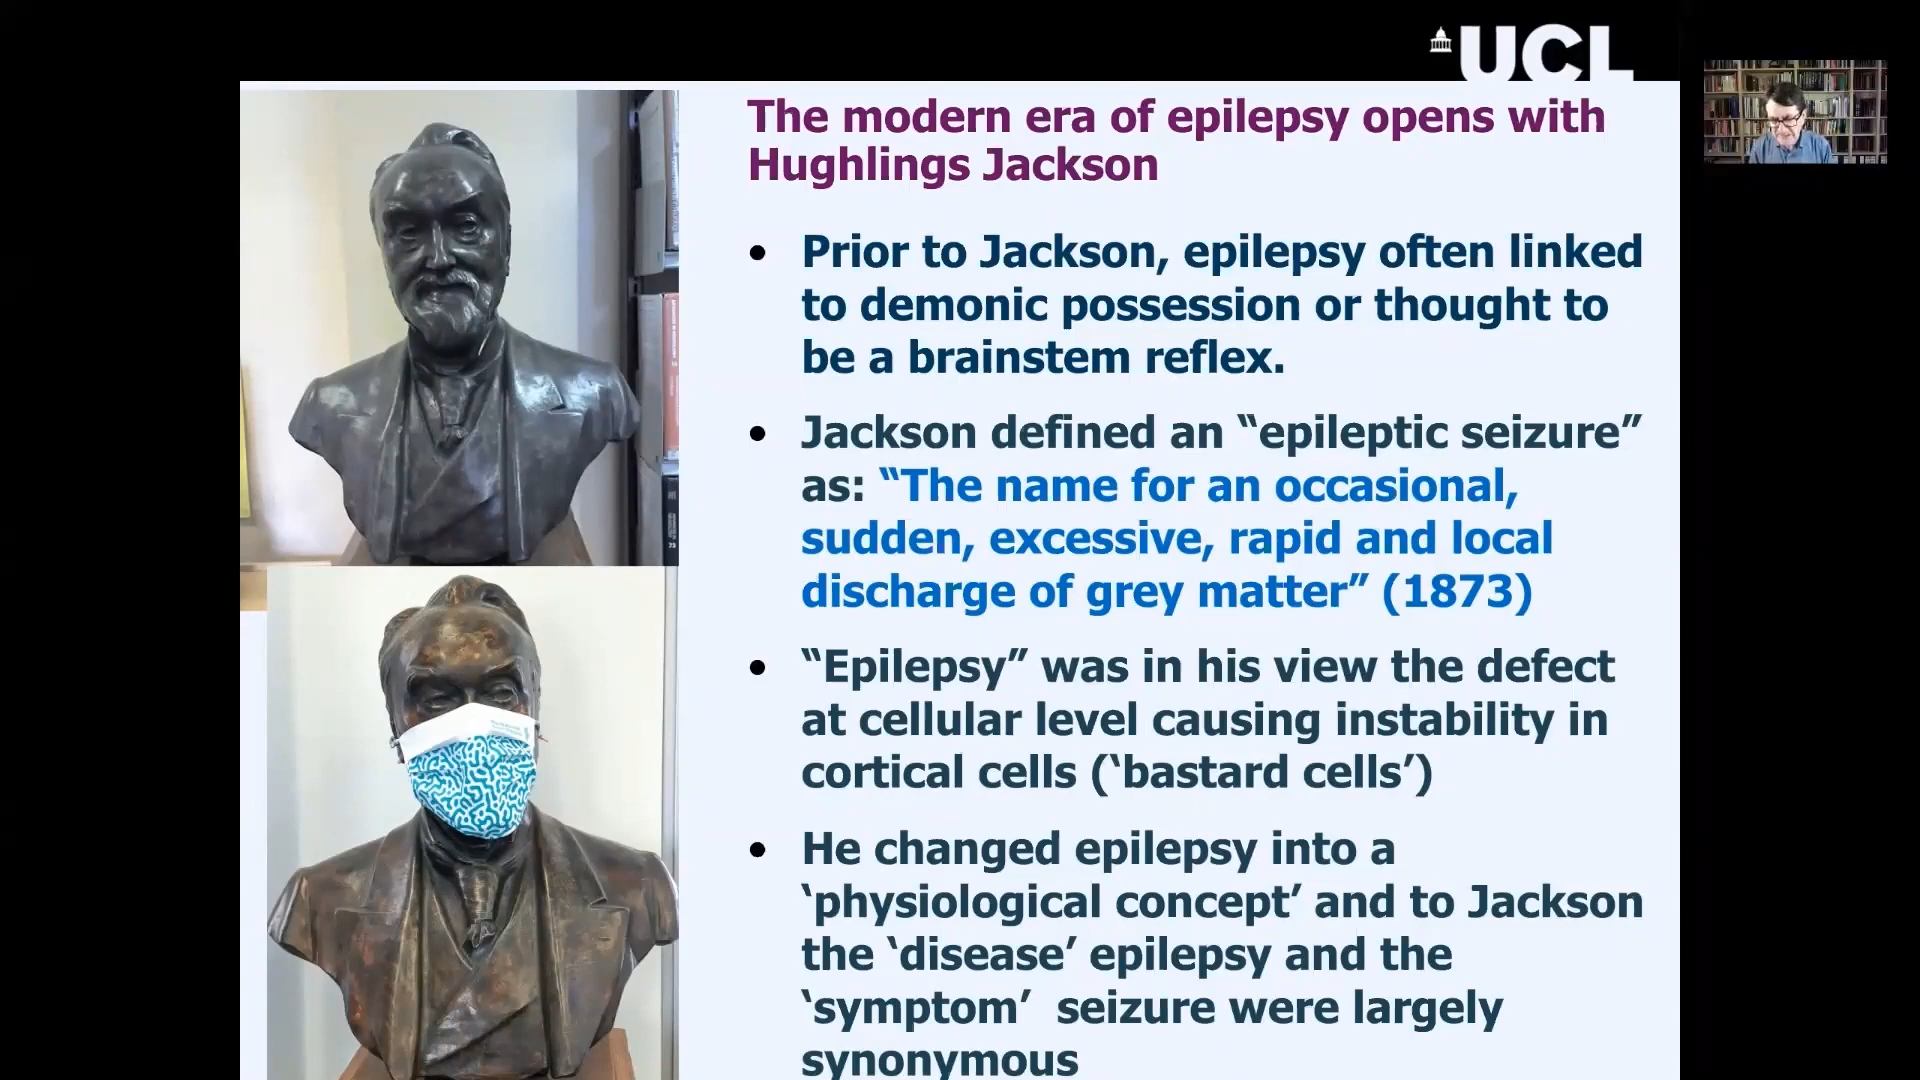 UCL
The modern era of epilepsy opens with
Hughlings Jackson
• Prior to Jackson, epilepsy often linked
to demonic possession or thought to
be a brainstem reflex.
• Jackson defined an “epileptic seizure”
as: “The name for an occasional,
sudden, excessive, rapid and local
discharge of grey matter” (1873)
• “Epilepsy” was in his view the defect
at cellular level causing instability in
cortical cells (‘bastard cells’)
• He changed epilepsy into a
‘physiological concept’ and to Jackson
the ‘disease’ epilepsy and the
‘symptom’ seizure were largely
synonymous